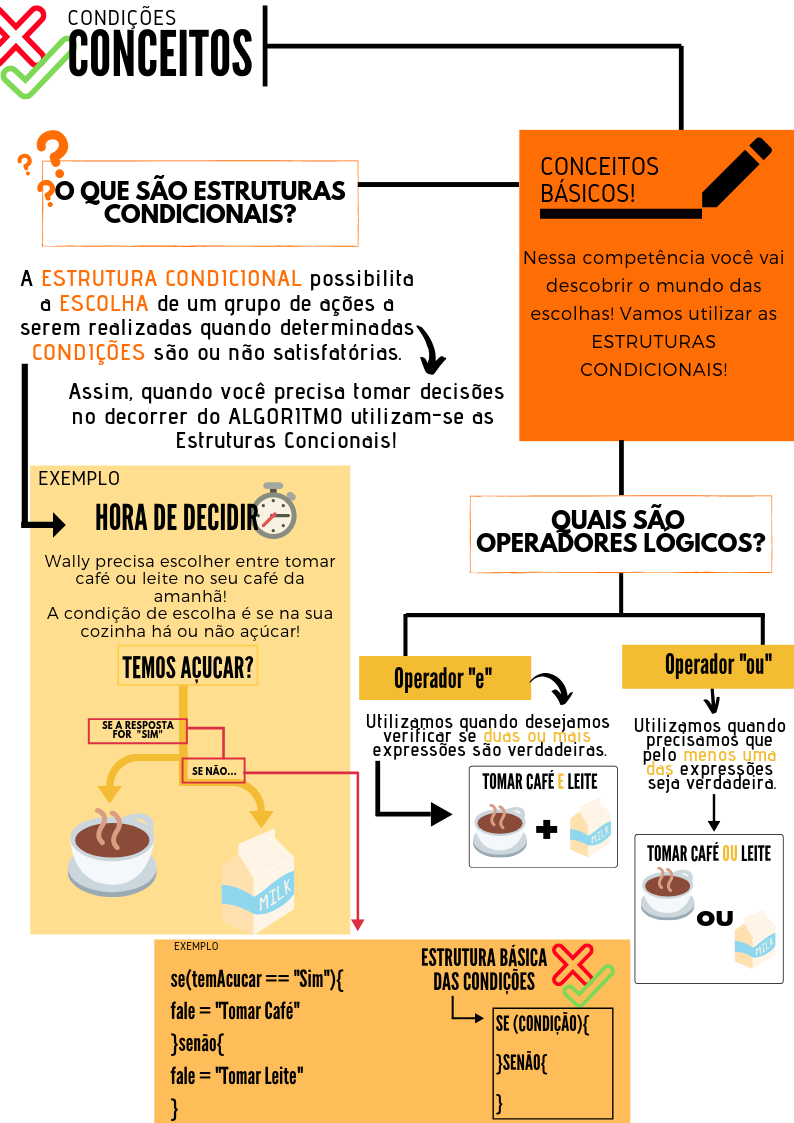 CONDIÇÕES
CONCEITOS
CONCEITOS
BÁSICOS!
Nessa competência você vai
descobrir o mundo das
escolhas! Vamos utilizar as
ESTRUTURAS
CONDICIONAIS!
? ? ?
O QUE SÃO ESTRUTURAS
CONDICIONAIS?
A ESTRUTURA CONDICIONAL possibilita
a ESCOLHA de um grupo de ações a
serem realizadas quando determinadas
CONDIÇÕES são ou não satisfatórias.
Assim, quando você precisa tomar decisões
no decorrer do ALGORITMO utilizam-se as
Estruturas Concionais!
EXEMPLO
HORA DE DECIDIR
Wally precisa escolher entre tomar
café ou leite no seu café da
amanhã!
A condição de escolha é se na sua
cozinha há ou não açúcar!
TEMOS AÇUCAR?
SE A RESPOSTA
FOR "SIM"
SE NÃO...
MILK
QUAIS SÃO
OPERADORES LÓGICOS?
Operador "e"
Utilizamos quando desejamos
verificar se duas ou mais
expressões são verdadeiras.
TOMAR CAFÉ E LEITE
+
MILK
Operador "ou"
Utilizamos quando
precisamos que
pelo menos uma
das expressões
seja verdadeira.
TOMAR CAFÉ OU LEITE
OU
MILK
EXEMPLO
se(temAcucar == "Sim"){
fale = "Tomar Café"
}senão{
fale = "Tomar Leite"
}
ESTRUTURA BÁSICA
DAS CONDIÇÕES
SE (CONDIÇÃO){
}SENÃO{
}